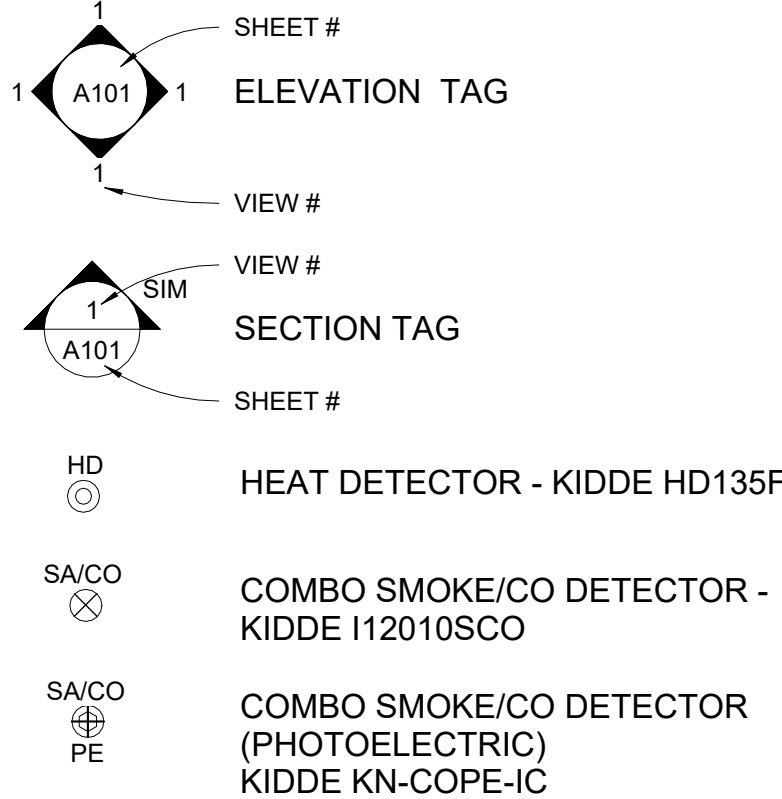 1
SHEET #
1 A101 1
ELEVATION TAG
1
VIEW #
VIEW #
SIM
1
SECTION TAG
A101
SHEET #
HD
HEAT DETECTOR - KIDDE HD135F
SA/CO
COMBO SMOKE/CO DETECTOR -
KIDDE I12010SCO
SA/CO
PE
COMBO SMOKE/CO DETECTOR
(PHOTOELECTRIC)
KIDDE KN-COPE-IC